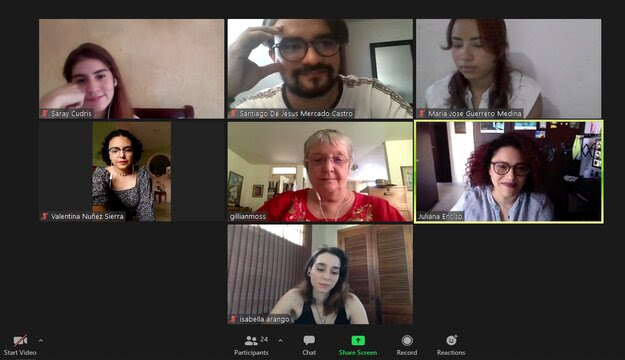 Saray Cudris
Santiago De Jesus Mercado Castro
Maria Jose Guerrero Medina
Valentina Nuñez Sierra
gillianmoss
Juliana Enciso
isabella arango
Start Video
24
Participants
Chat
Share Screen
Record
Reactions